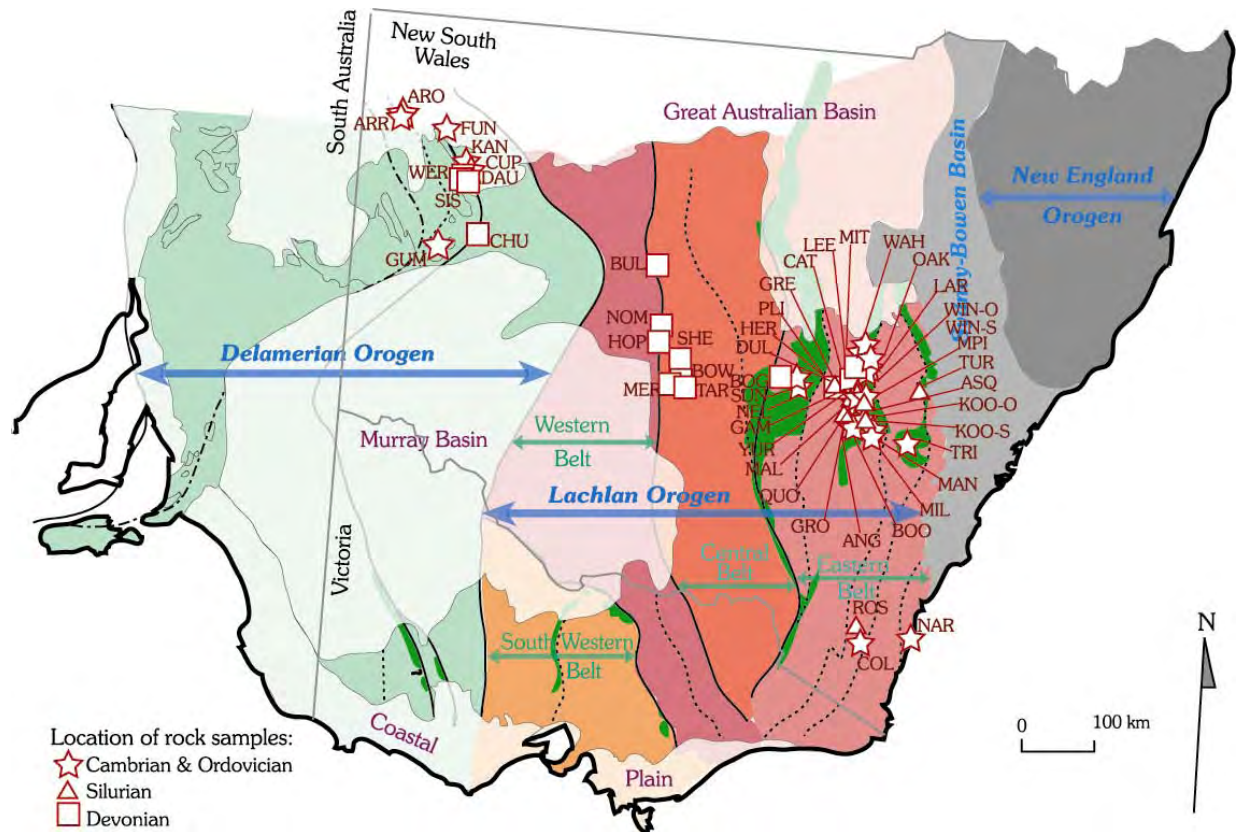 South Australia
New South
Wales
ARO
ARR
FUN
KAN
CUP
WER
DAU
SIS
CHU
GUM
Great Australian Basin
New England
Orogen
BUL
NOM
HOP
SHE
BOW
MER
TAR
LEE
MIT
WAH
CAT
OAK
GRE
LAR
PLI
WIN-O
HER
WIN-S
DUL
MPI
BOG
TUR
ASQ
GAM
KOO-O
YUR
KOO-S
MAL
TRI
QUO
MAN
GRO
MIL
ANG
BOO
Delamerian Orogen
Murray Basin
Western
Belt
Lachlan Orogen
Central
Belt
Eastern
Belt
Victoria
South Western
Belt
ROS
NAR
COL
N
Coastal
Plain
0 100 km
Location of rock samples:
Cambrian & Ordovician
Silurian
Devonian